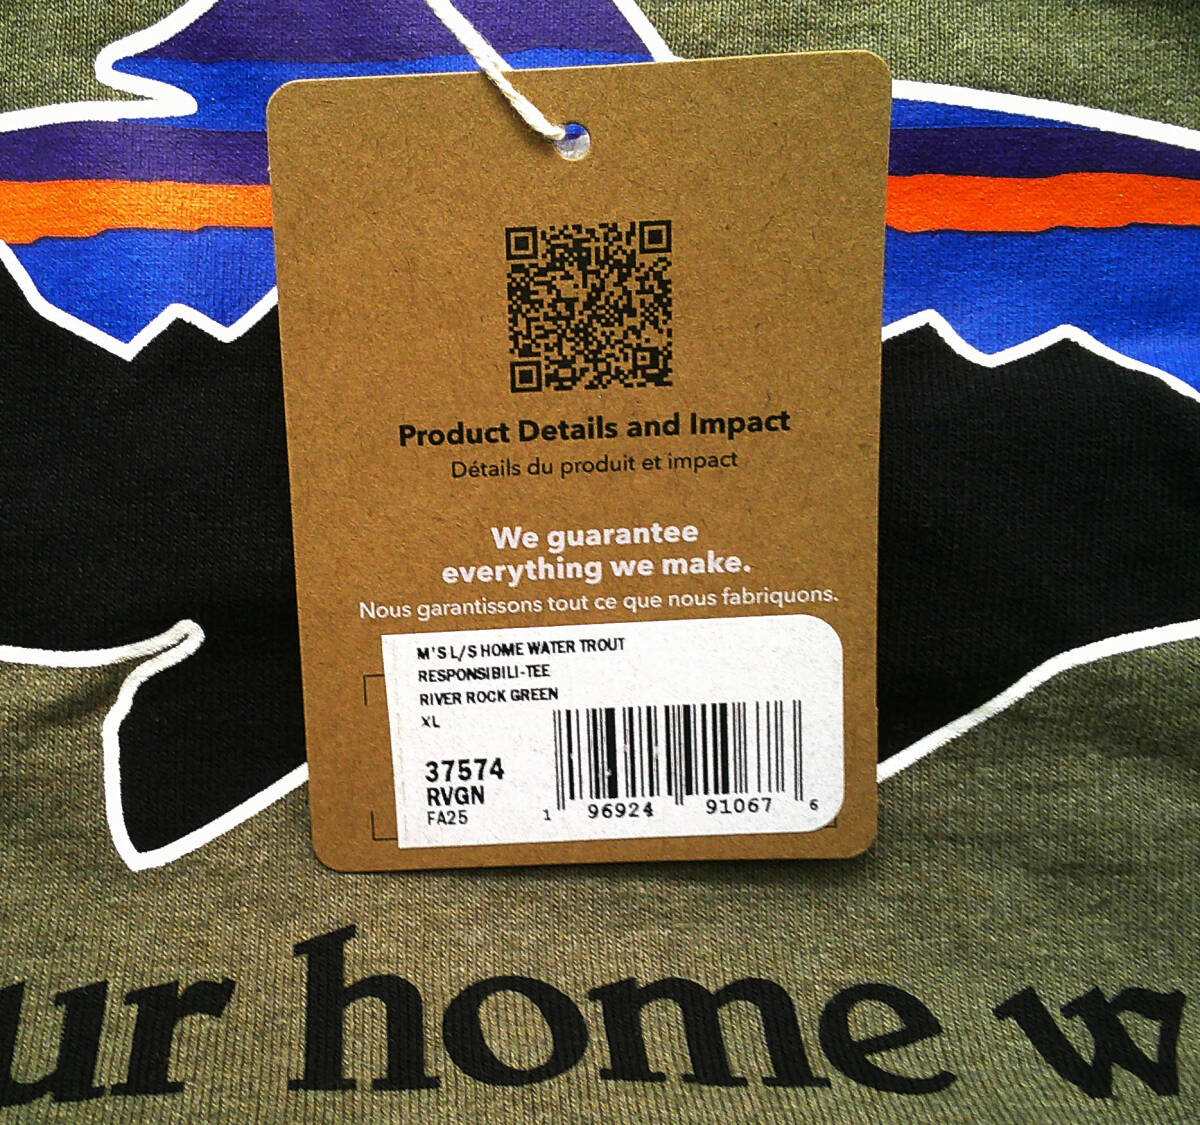 Product Details and Impact
Détails du produit et impact
We guarantee
everything we make.
Nous garantissons tout ce que nous fabriquons.
M'S L/S HOME WATER TROUT
RESPONSIBILI-TEE
RIVER ROCK GREEN
XL
37574
RVGN
FA25
1 96924 91067 6
ur home w